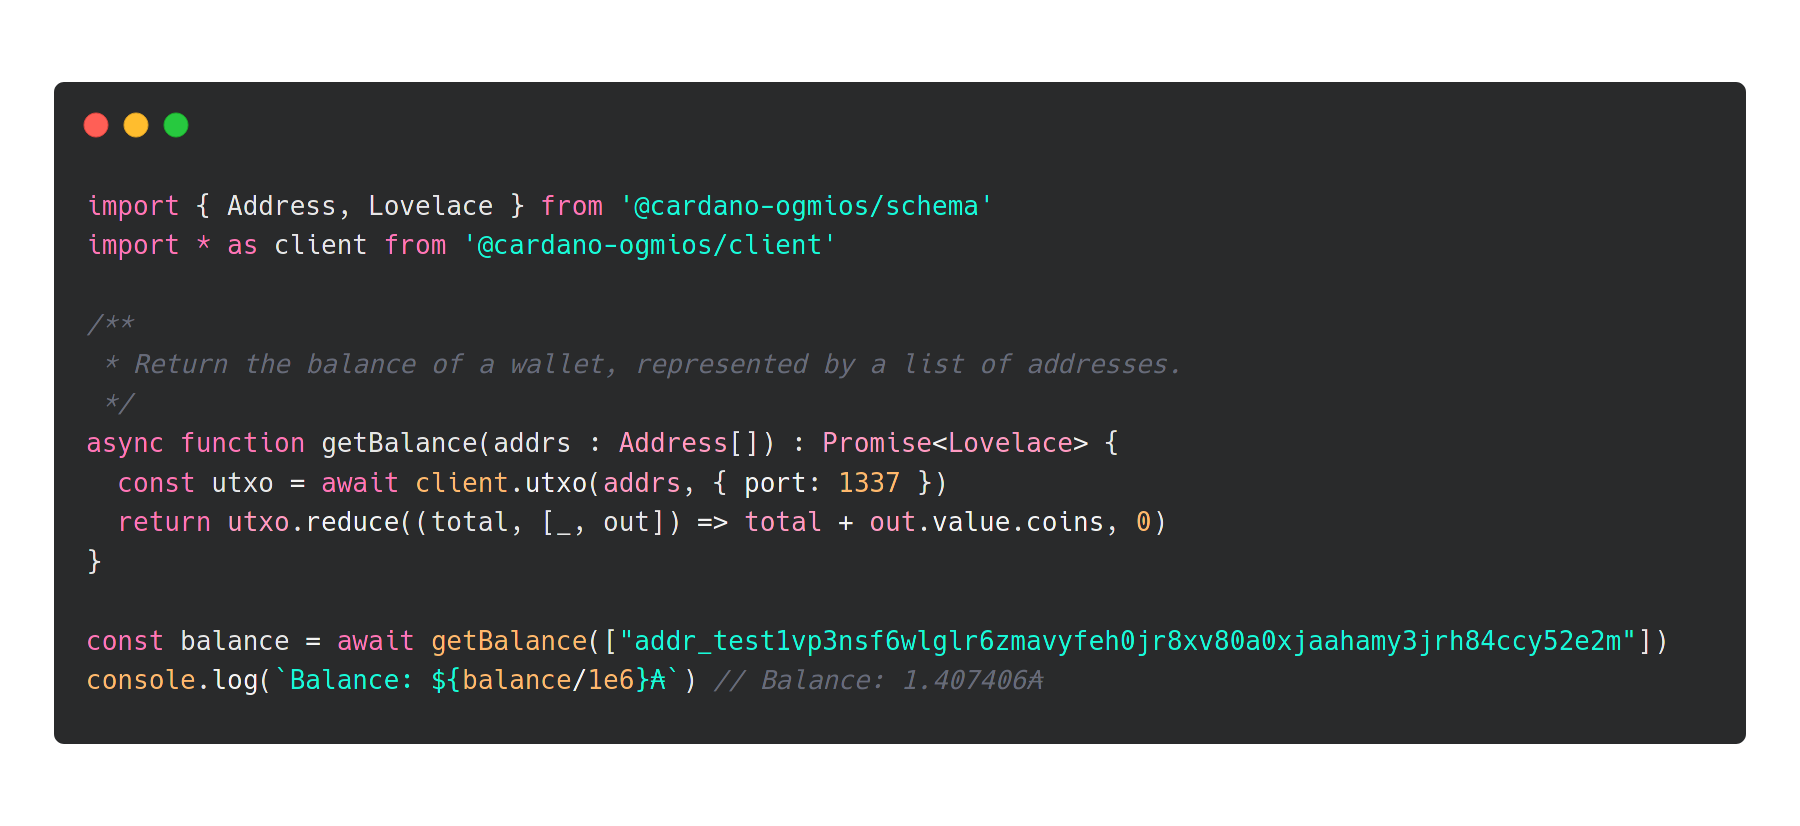 import { Address, Lovelace } from '@cardano-ogmios/schema'
import * as client from '@cardano-ogmios/client'
/**
 * Return the balance of a wallet, represented by a list of addresses.
 */
async function getBalance(addrs : Address[]) : Promise<Lovelace> {
  const utxo = await client.utxo(addrs, { port: 1337 })
  return utxo.reduce((total, [_, out]) => total + out.value.coins, 0)
}
const balance = await getBalance(["addr_test1vp3nsf6wlglr6zmavyfeh0jr8xv80a0xjaahamy3jrh84ccy52e2m"])
console.log(`Balance: ${balance/1e6}₳`) // Balance: 1.407406₳